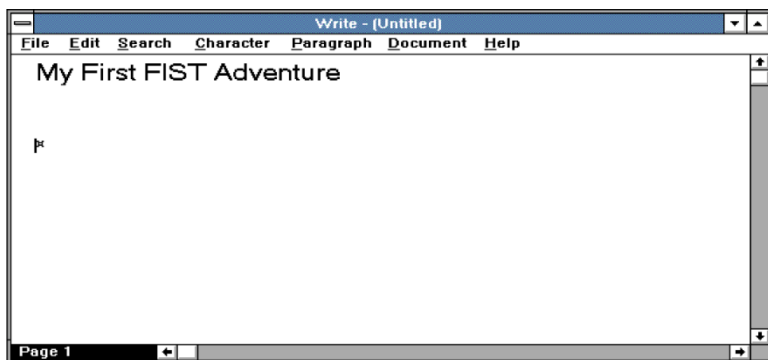 Write - (Untitled)
File Edit Search Character Paragraph Document Help
My First FIST Adventure
Page 1